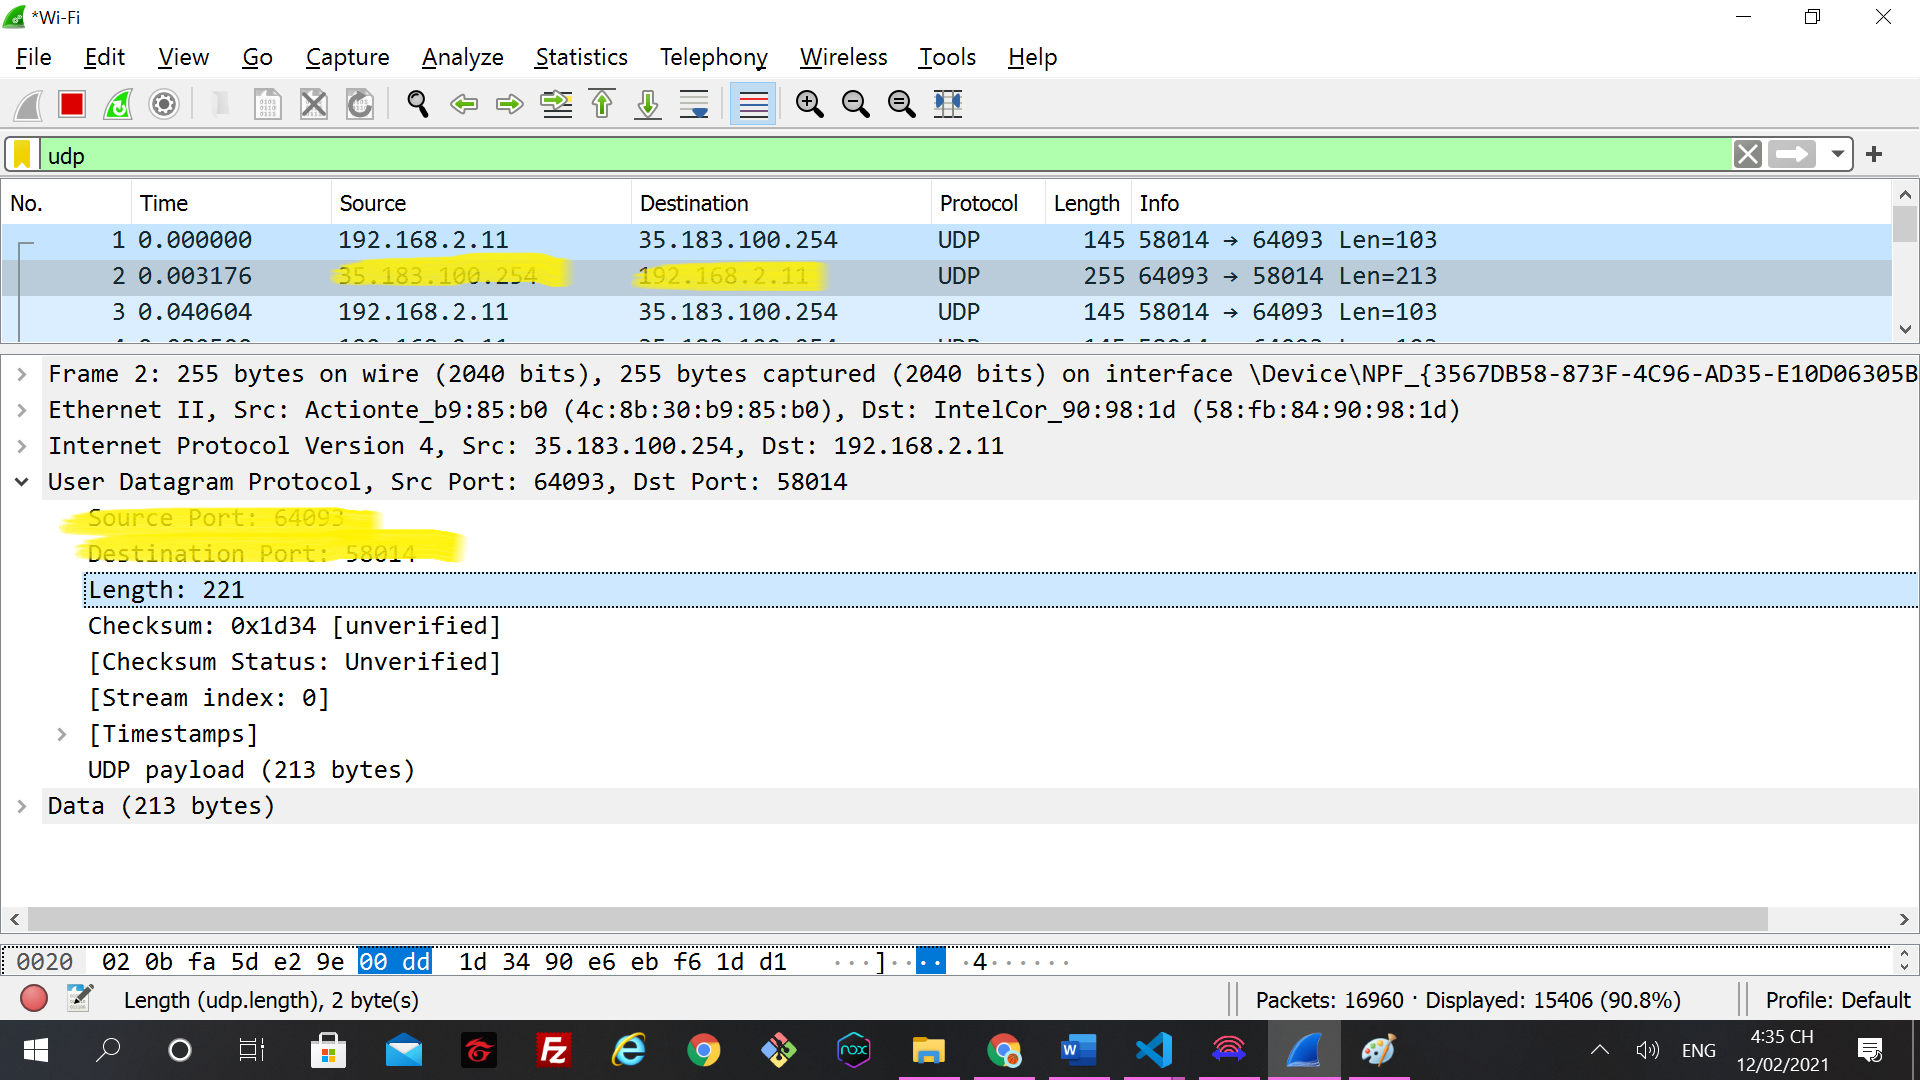 *Wi-Fi
File Edit View Go Capture Analyze Statistics Telephony Wireless Tools Help
udp
No. Time Source Destination Protocol Length Info
1 0.000000 192.168.2.11 35.183.100.254 UDP 145 58014 → 64093 Len=103
2 0.003176 35.183.100.254 192.168.2.11 UDP 255 64093 → 58014 Len=213
3 0.040604 192.168.2.11 35.183.100.254 UDP 145 58014 → 64093 Len=103
Frame 2: 255 bytes on wire (2040 bits), 255 bytes captured (2040 bits) on interface \Device\NPF_{3567DB58-873F-4C96-AD35-E10D06305B
Ethernet II, Src: Actionte_b9:85:b0 (4c:8b:30:b9:85:b0), Dst: IntelCor_90:98:1d (58:fb:84:90:98:1d)
Internet Protocol Version 4, Src: 35.183.100.254, Dst: 192.168.2.11
User Datagram Protocol, Src Port: 64093, Dst Port: 58014
Source Port: 64093
Destination Port: 58014
Length: 221
Checksum: 0x1d34 [unverified]
[Checksum Status: Unverified]
[Stream index: 0]
[Timestamps]
UDP payload (213 bytes)
Data (213 bytes)
0020 02 0b fa 5d e2 9e 00 dd 1d 34 90 e6 eb f6 1d d1 ···]·· ·· ·4······
Length (udp.length), 2 byte(s)
Packets: 16960 · Displayed: 15406 (90.8%)
Profile: Default
ENG
4:35 CH
12/02/2021